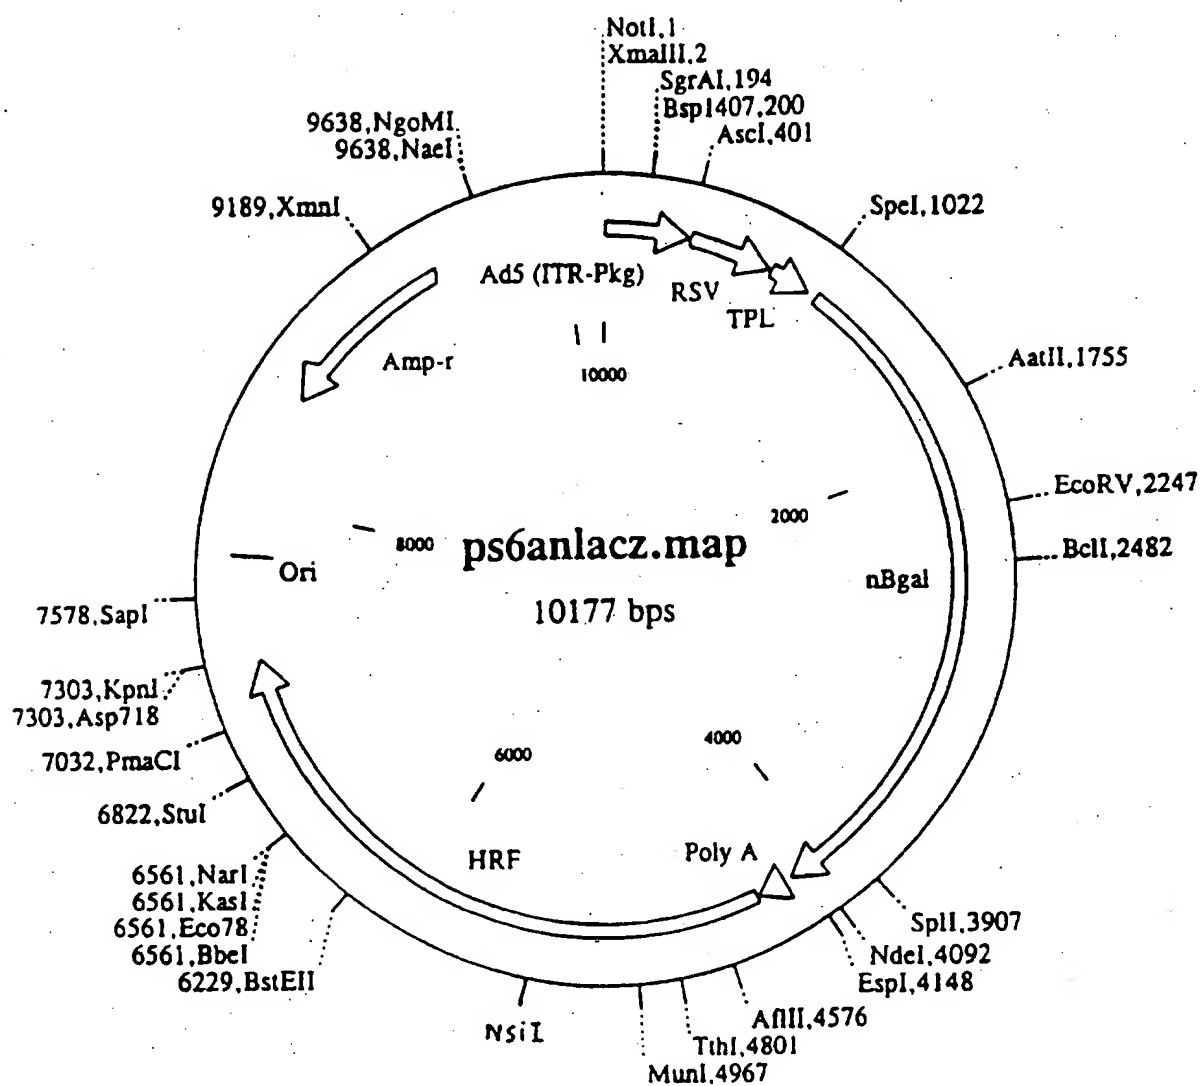 NotI,1
XmaIII,2
SgrAI,194
Bsp1407,200
AscI,401
9638,NgoMI
9638,NaeI
9189,XmnI
SpeI,1022
Ad5 (ITR-Pkg)
RSV
TPL
Amp-r
10000
AatII,1755
EcoRV,2247
2000
8000
ps6anlacz.map
BclI,2482
Ori
nBgal
10177 bps
7578,SapI
7303,KpnI
7303,Asp718
7032,PmaCI
6822,StuI
6000
4000
HRF
Poly A
6561,NarI
6561,KasI
6561,Eco78
6561,BbeI
6229,BstEII
SplI,3907
NdeI,4092
EspI,4148
NsiI
AflII,4576
TthI,4801
MunI,4967